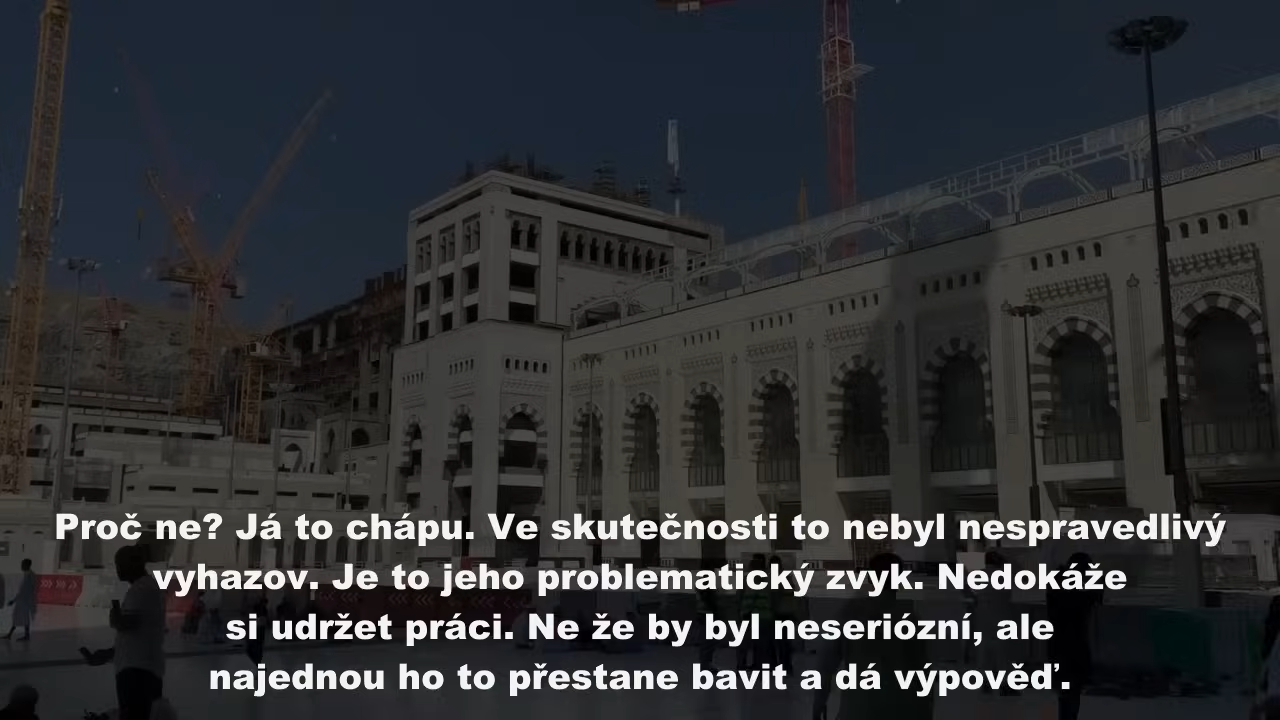 Proč ne? Já to chápu. Ve skutečnosti to nebyl nespravedlivý
vyhazov. Je to jeho problematický zvyk. Nedokáže
si udržet práci. Ne že by byl neseriózní, ale
najednou ho to přestane bavit a dá výpověď.